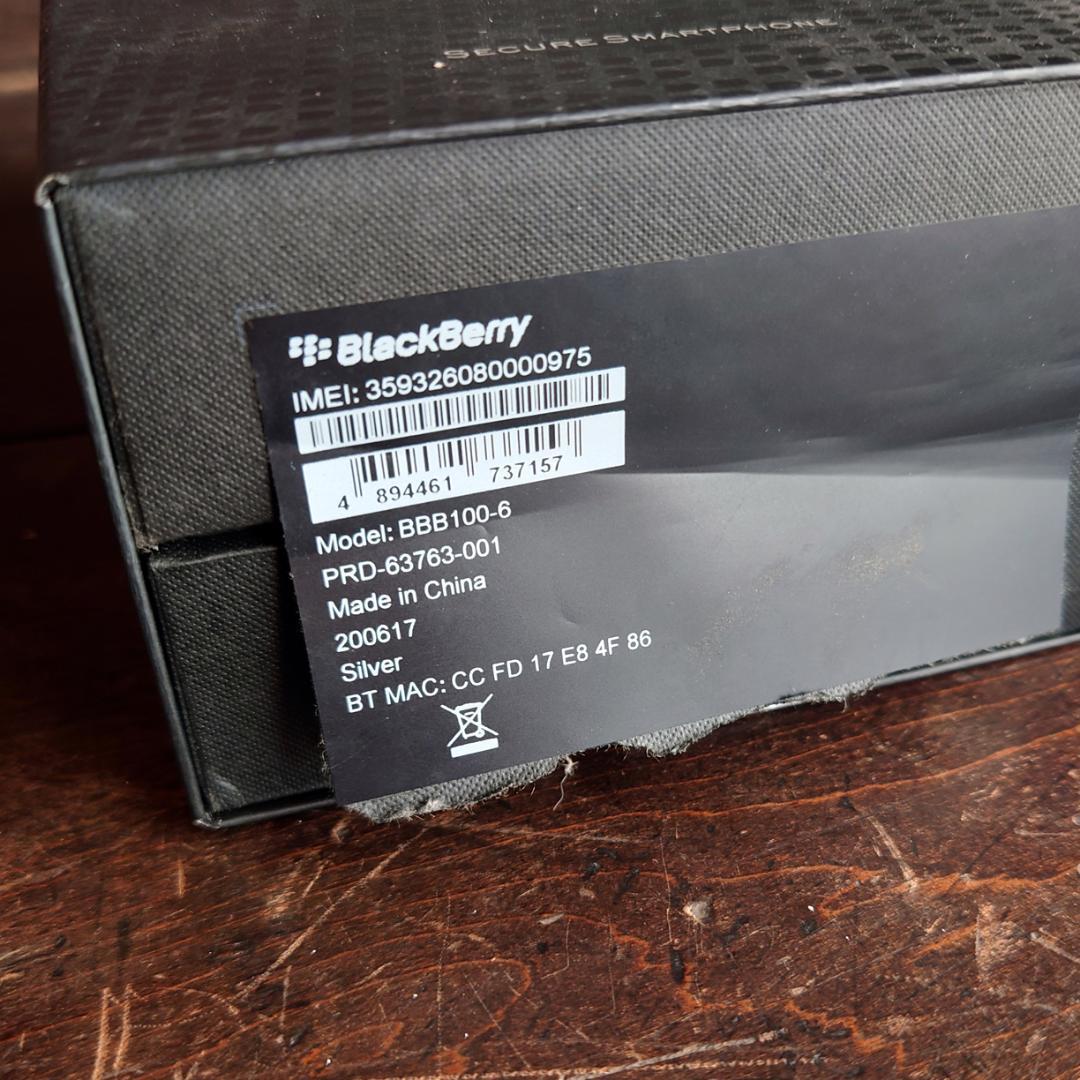 SECURE SMARTPHONE
BlackBerry
IMEI: 359326080000975
4 894461 737157
Model: BBB100-6
PRD-63763-001
Made in China
200617
Silver
BT MAC: CC FD 17 E8 4F 86